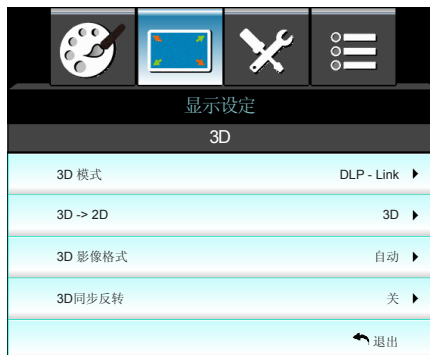 显示设定
3D
3D 模式 DLP - Link
3D -> 2D 3D
3D 影像格式 自动
3D同步反转 关
退出